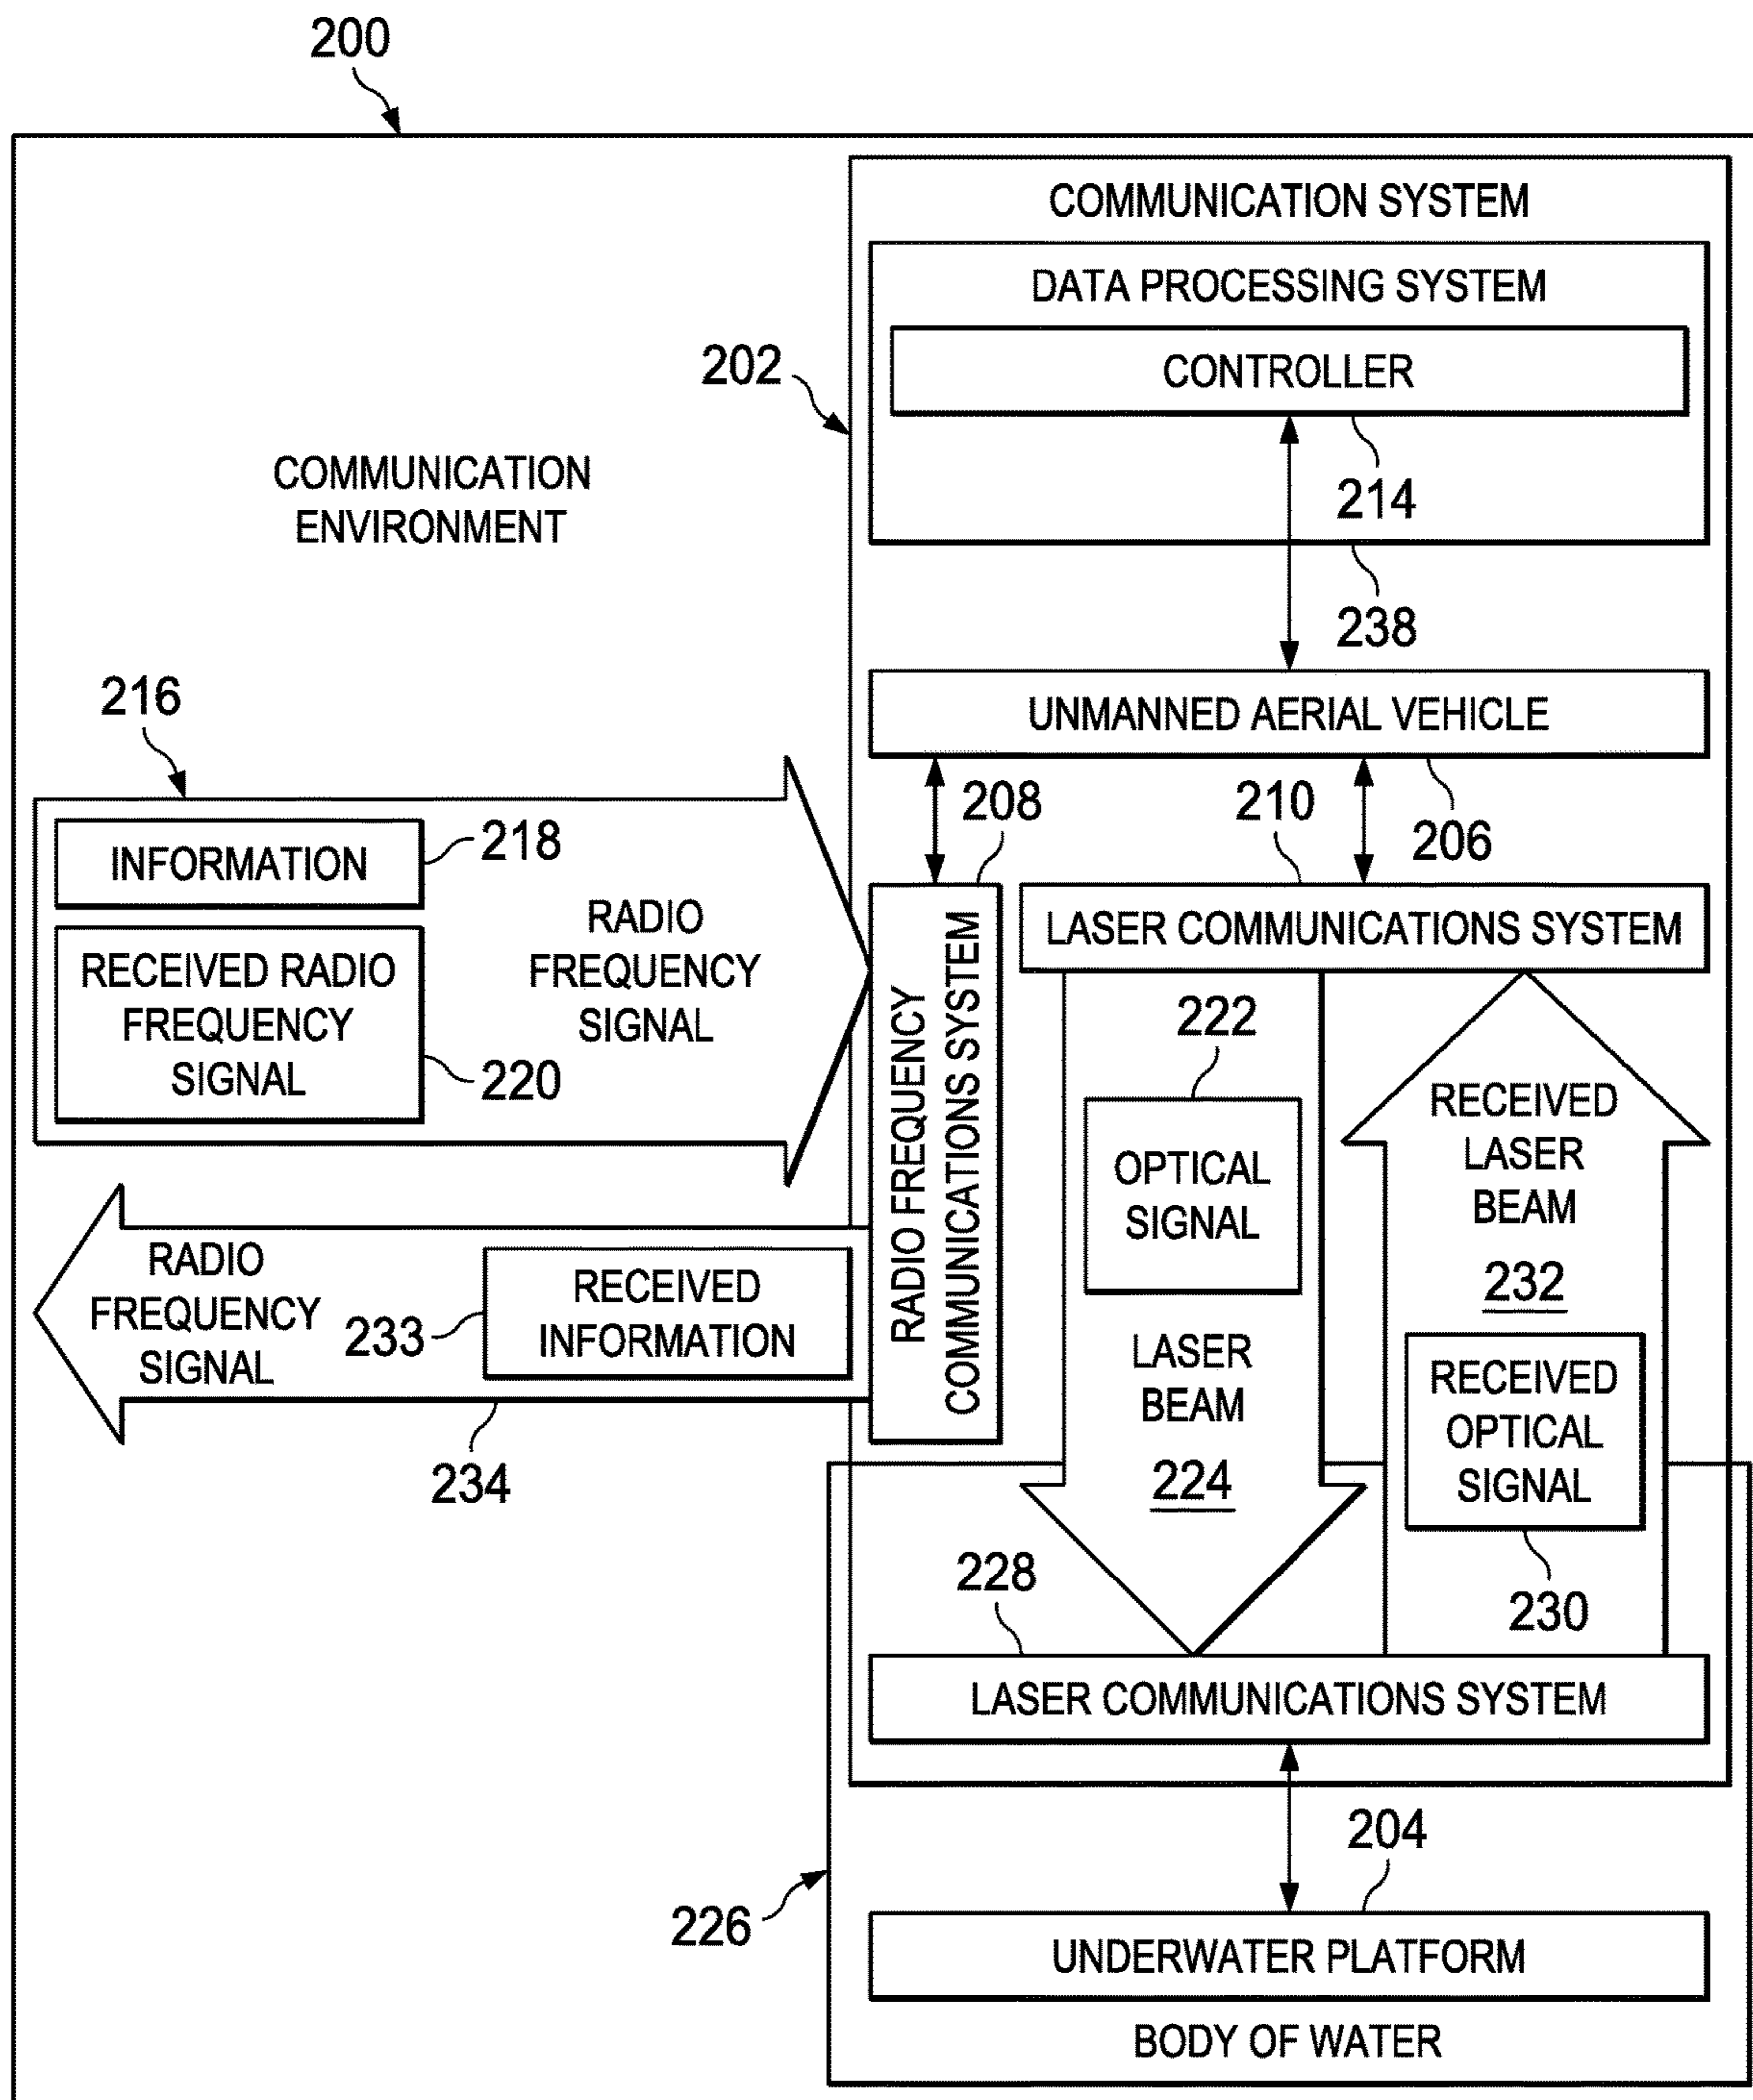 200
COMMUNICATION SYSTEM
DATA PROCESSING SYSTEM
202
CONTROLLER
COMMUNICATION
ENVIRONMENT
214
238
216
UNMANNED AERIAL VEHICLE
208
210
206
INFORMATION
218
RECEIVED RADIO
FREQUENCY
SIGNAL
220
RADIO
FREQUENCY
SIGNAL
RADIO FREQUENCY
COMMUNICATIONS SYSTEM
LASER COMMUNICATIONS SYSTEM
222
OPTICAL
SIGNAL
LASER
BEAM
224
RECEIVED
LASER
BEAM
232
RECEIVED
OPTICAL
SIGNAL
230
RADIO
FREQUENCY
SIGNAL
233
RECEIVED
INFORMATION
234
228
LASER COMMUNICATIONS SYSTEM
204
226
UNDERWATER PLATFORM
BODY OF WATER